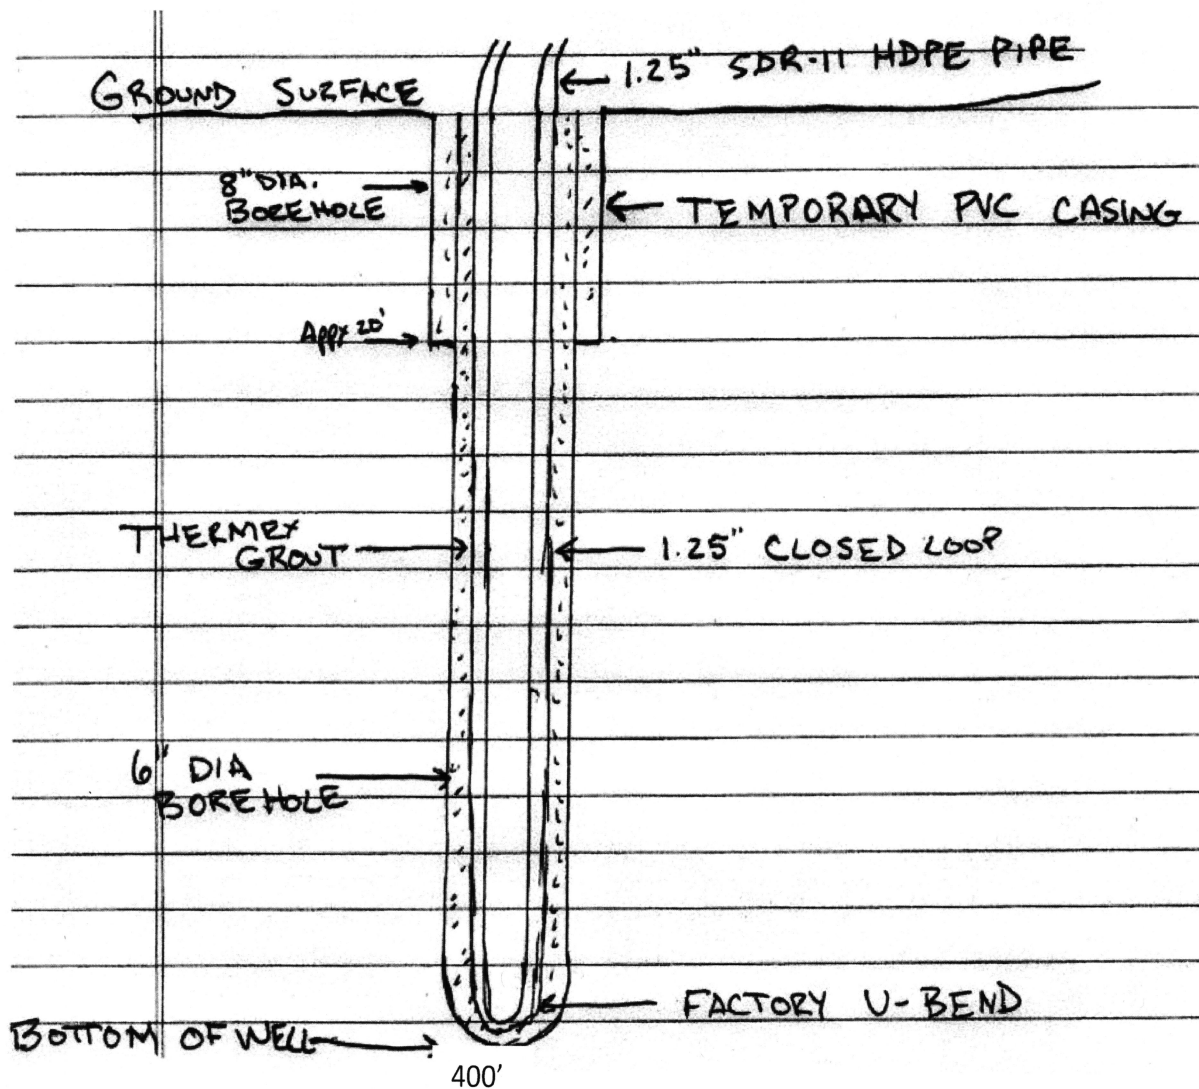 1.25" SDR-11 HDPE PIPE
GROUND SURFACE
8" DIA.
BOREHOLE
TEMPORARY PVC CASING
Appx 20'
THERMEX
GROUT
1.25" CLOSED LOOP
6" DIA
BOREHOLE
FACTORY U-BEND
BOTTOM OF WELL
400'